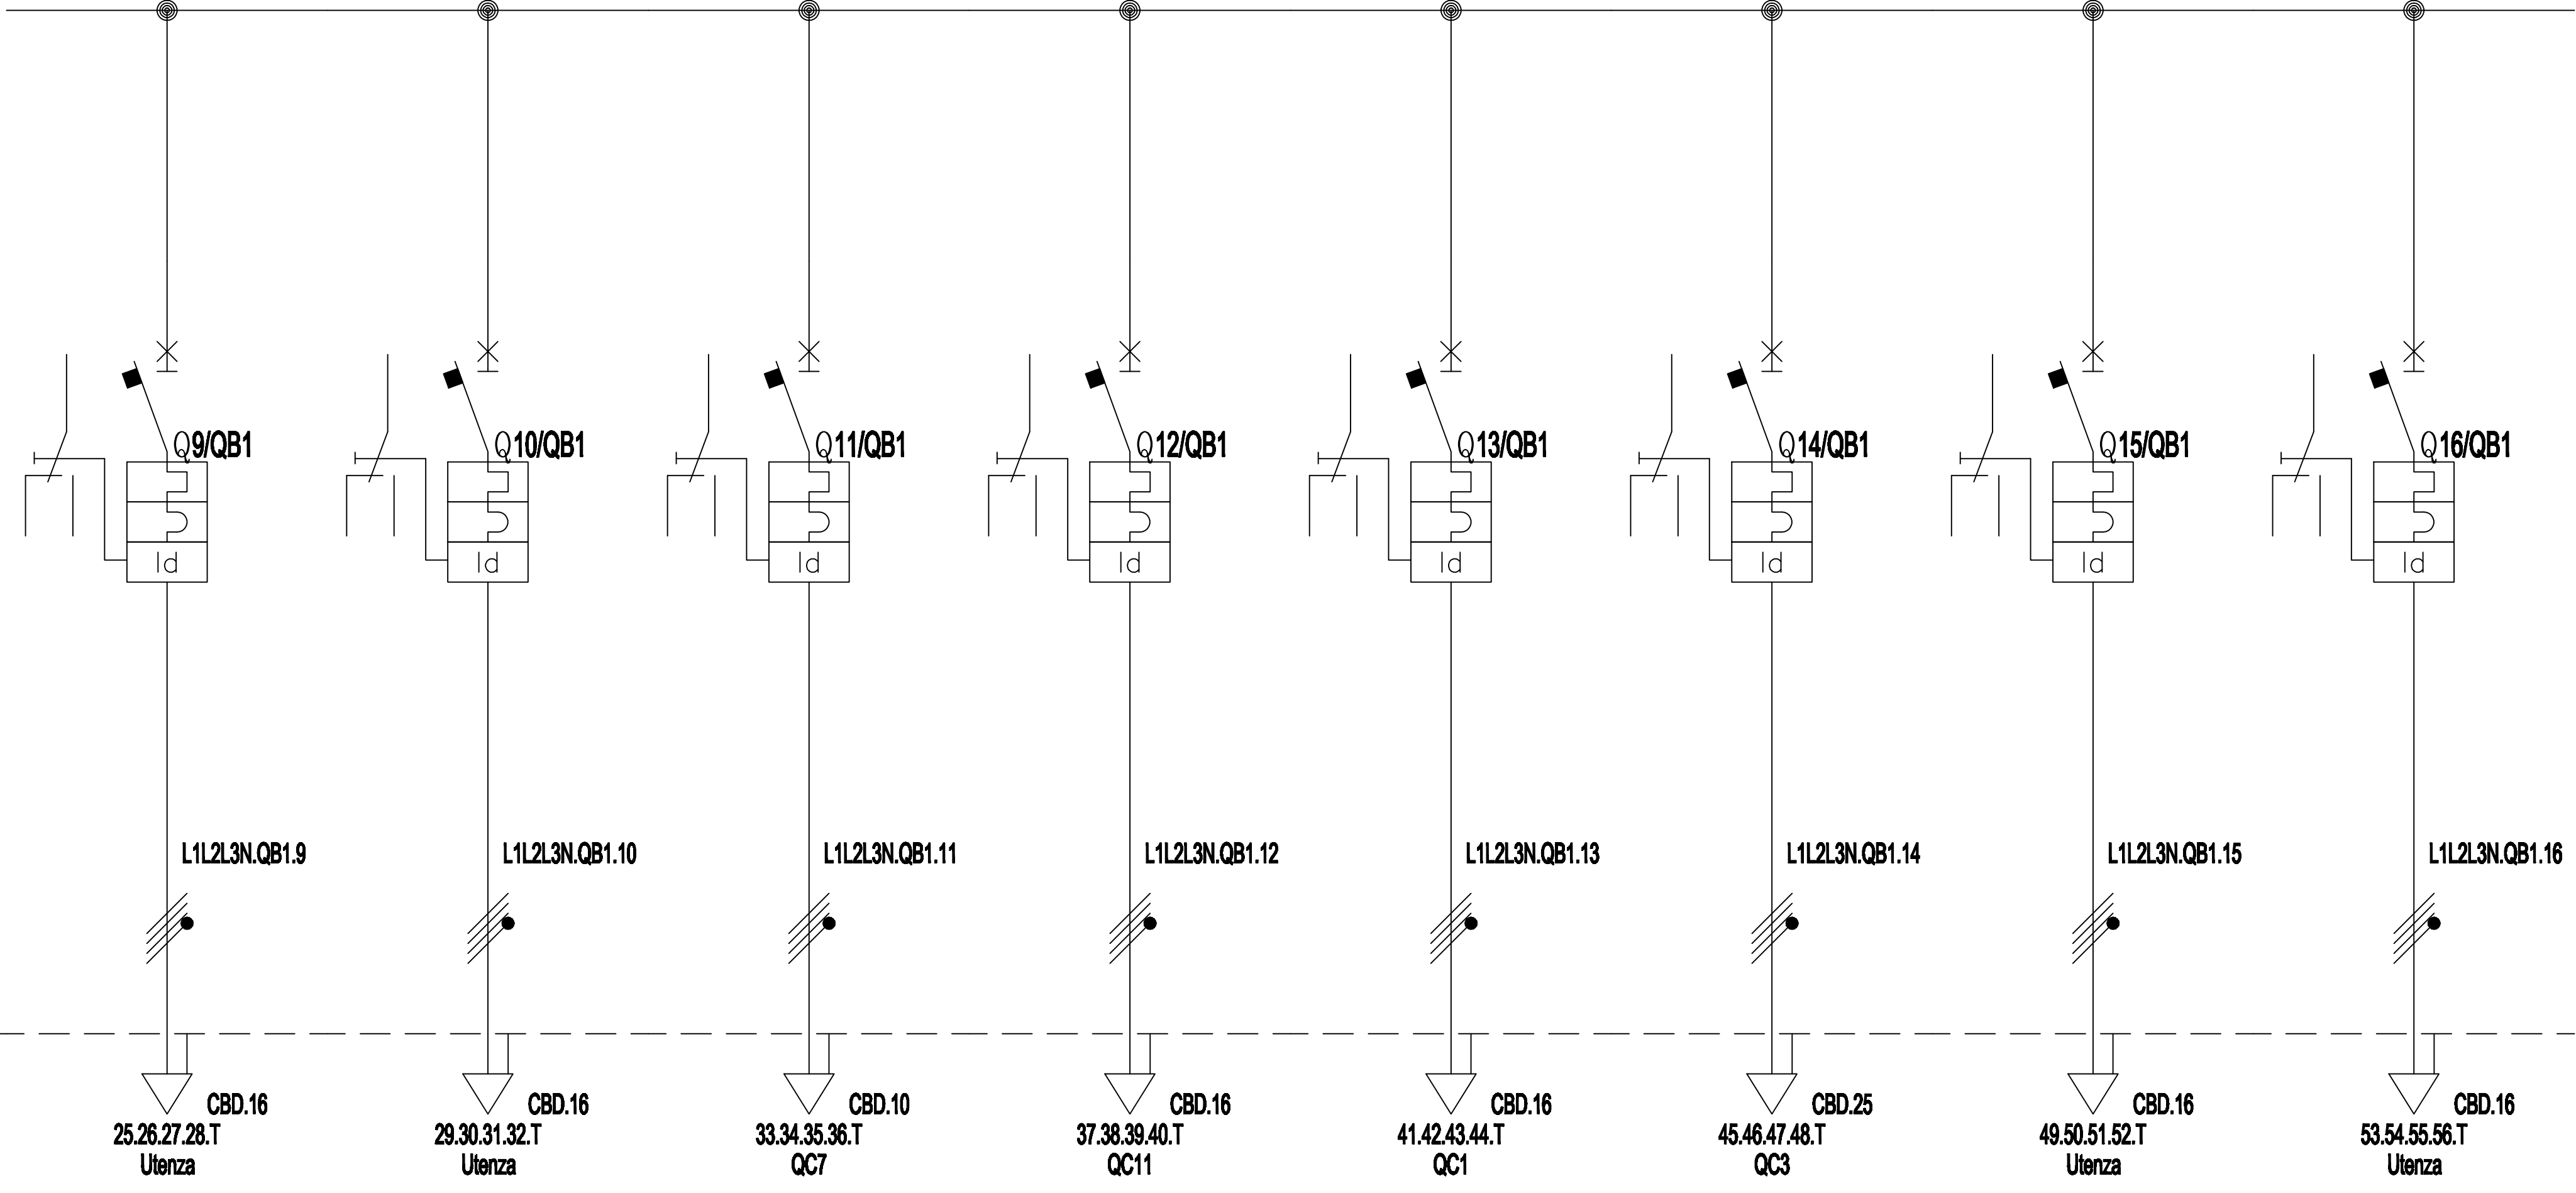 Q9/QB1
Q10/QB1
Q11/QB1
Q12/QB1
Q13/QB1
Q14/QB1
Q15/QB1
Q16/QB1
Id
Id
Id
Id
Id
Id
Id
Id
L1L2L3N.QB1.9
L1L2L3N.QB1.10
L1L2L3N.QB1.11
L1L2L3N.QB1.12
L1L2L3N.QB1.13
L1L2L3N.QB1.14
L1L2L3N.QB1.15
L1L2L3N.QB1.16
CBD.16
25.26.27.28.T
Utenza
CBD.16
29.30.31.32.T
Utenza
CBD.10
33.34.35.36.T
QC7
CBD.16
37.38.39.40.T
QC11
CBD.16
41.42.43.44.T
QC1
CBD.25
45.46.47.48.T
QC3
CBD.16
49.50.51.52.T
Utenza
CBD.16
53.54.55.56.T
Utenza